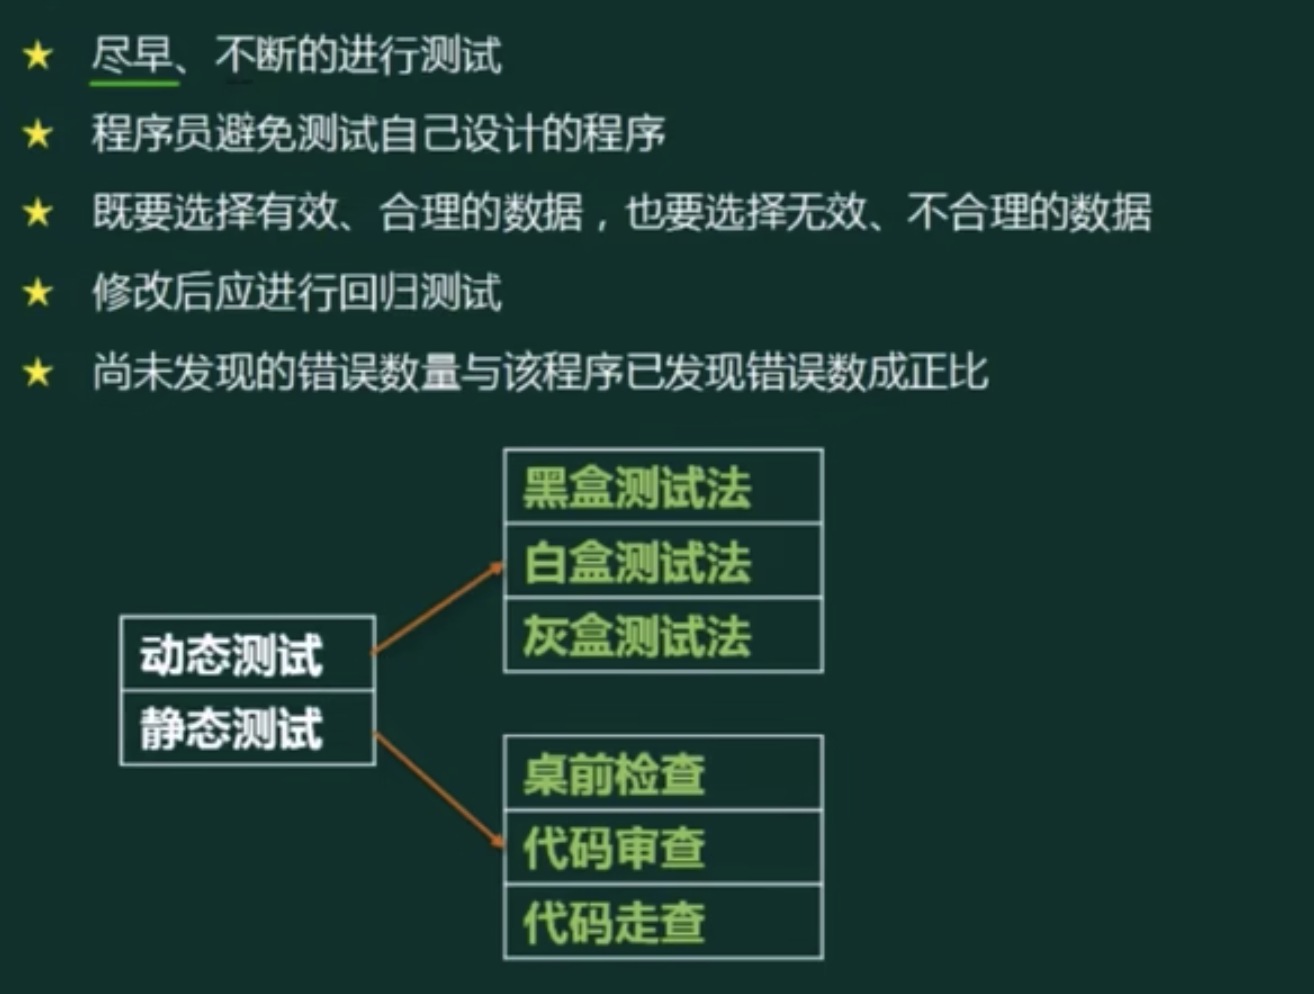 ★ 尽早、不断的进行测试
★ 程序员避免测试自己设计的程序
★ 既要选择有效、合理的数据，也要选择无效、不合理的数据
★ 修改后应进行回归测试
★ 尚未发现的错误数量与该程序已发现错误数成正比
黑盒测试法
白盒测试法
灰盒测试法
动态测试
静态测试
桌前检查
代码审查
代码走查